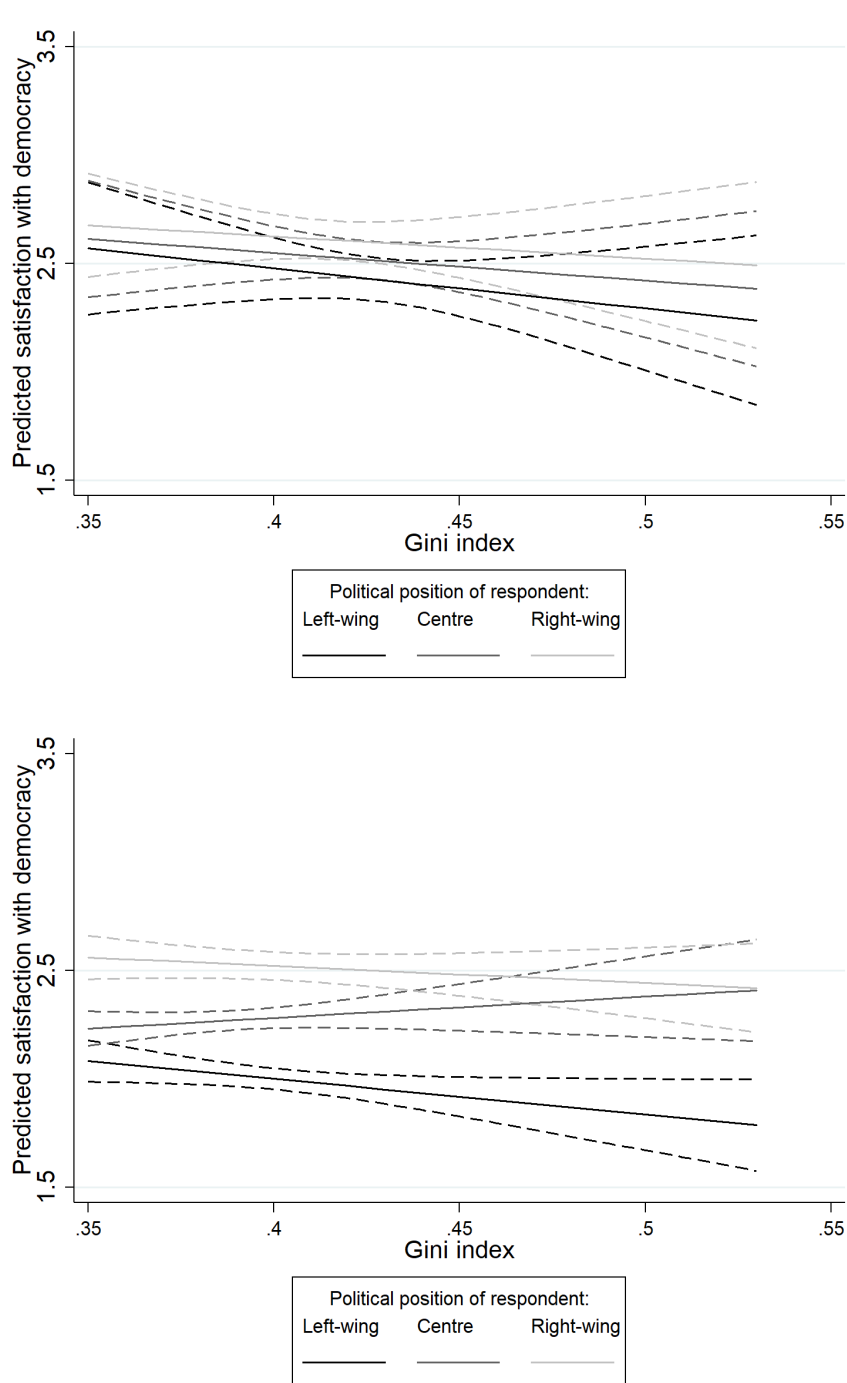 Predicted satisfaction with democracy
3.5
2.5
1.5
.35 .4 .45 .5 .55
Gini index
Political position of respondent:
Left-wing Centre Right-wing
Predicted satisfaction with democracy
3.5
2.5
1.5
.35 .4 .45 .5 .55
Gini index
Political position of respondent:
Left-wing Centre Right-wing